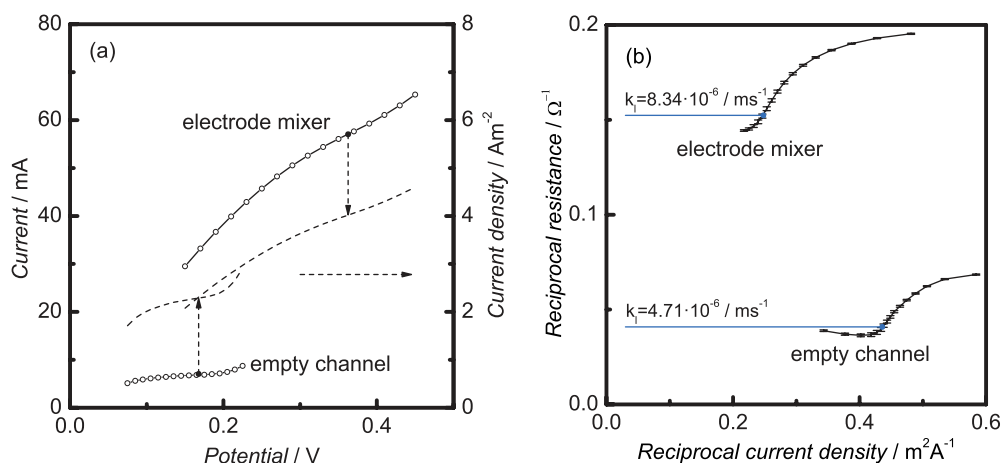 (a)
80
60
40
20
0
Current / mA
0.0
0.2
0.4
Potential / V
8
6
4
2
0
Current density / Am⁻²
electrode mixer
empty channel
(b)
0.2
0.1
0.0
Reciprocal resistance / Ω⁻¹
kₗ=8.34·10⁻⁶ / ms⁻¹
electrode mixer
kₗ=4.71·10⁻⁶ / ms⁻¹
empty channel
0.0
0.2
0.4
0.6
Reciprocal current density / m²A⁻¹